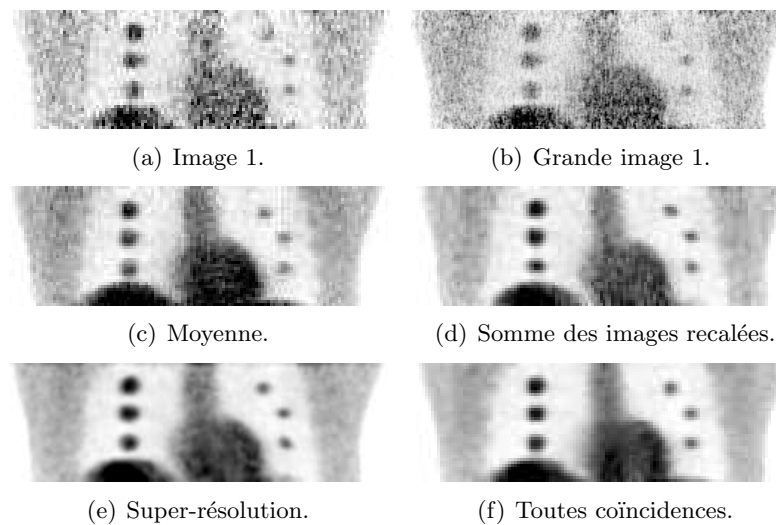 (a) Image 1.
(b) Grande image 1.
(c) Moyenne.
(d) Somme des images recalées.
(e) Super-résolution.
(f) Toutes coïncidences.